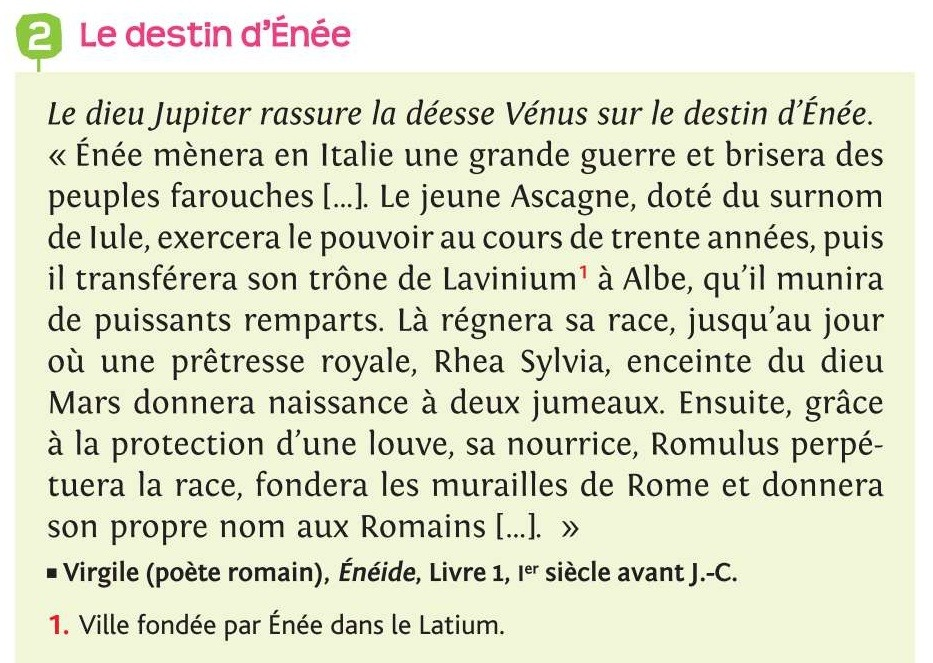 2 Le destin d'Énée
Le dieu Jupiter rassure la déesse Vénus sur le destin d'Énée.
« Énée mènera en Italie une grande guerre et brisera des
peuples farouches [...]. Le jeune Ascagne, doté du surnom
de Iule, exercera le pouvoir au cours de trente années, puis
il transférera son trône de Lavinium¹ à Albe, qu'il munira
de puissants remparts. Là régnera sa race, jusqu'au jour
où une prêtresse royale, Rhea Sylvia, enceinte du dieu
Mars donnera naissance à deux jumeaux. Ensuite, grâce
à la protection d'une louve, sa nourrice, Romulus perpé-
tuera la race, fondera les murailles de Rome et donnera
son propre nom aux Romains [...]. »
▪ Virgile (poète romain), Énéide, Livre 1, Ier siècle avant J.-C.
1. Ville fondée par Énée dans le Latium.